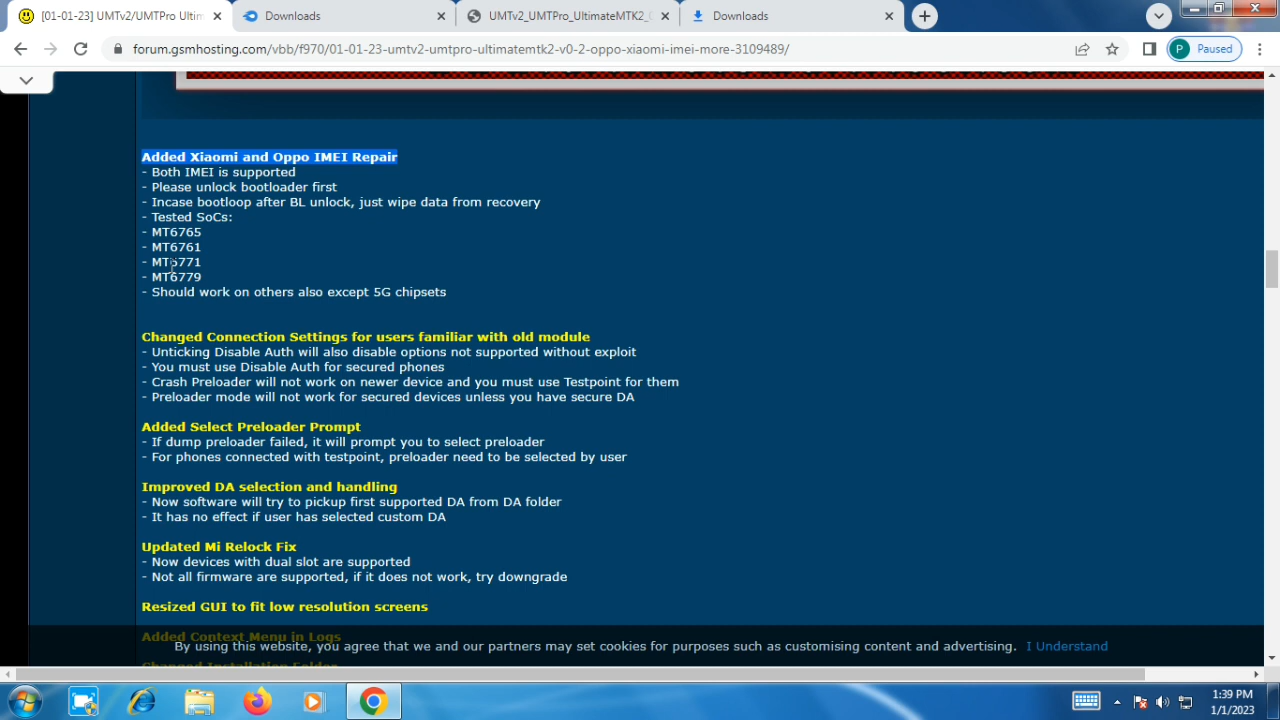 [01-01-23] UMTv2/UMTPro Ultim
Downloads
UMTv2_UMTPro_UltimateMTK2_
Downloads
forum.gsmhosting.com/vbb/f970/01-01-23-umtv2-umtpro-ultimatemtk2-v0-2-oppo-xiaomi-imei-more-3109489/
P Paused
Added Xiaomi and Oppo IMEI Repair
- Both IMEI is supported
- Please unlock bootloader first
- Incase bootloop after BL unlock, just wipe data from recovery
- Tested SoCs:
- MT6765
- MT6761
- MT6771
- MT6779
- Should work on others also except 5G chipsets
Changed Connection Settings for users familiar with old module
- Unticking Disable Auth will also disable options not supported without exploit
- You must use Disable Auth for secured phones
- Crash Preloader will not work on newer device and you must use Testpoint for them
- Preloader mode will not work for secured devices unless you have secure DA
Added Select Preloader Prompt
- If dump preloader failed, it will prompt you to select preloader
- For phones connected with testpoint, preloader need to be selected by user
Improved DA selection and handling
- Now software will try to pickup first supported DA from DA folder
- It has no effect if user has selected custom DA
Updated Mi Relock Fix
- Now devices with dual slot are supported
- Not all firmware are supported, if it does not work, try downgrade
Resized GUI to fit low resolution screens
Added Context Menu in Logs
By using this website, you agree that we and our partners may set cookies for purposes such as customising content and advertising. I Understand
Changed Installation Folder
1:39 PM
1/1/2023